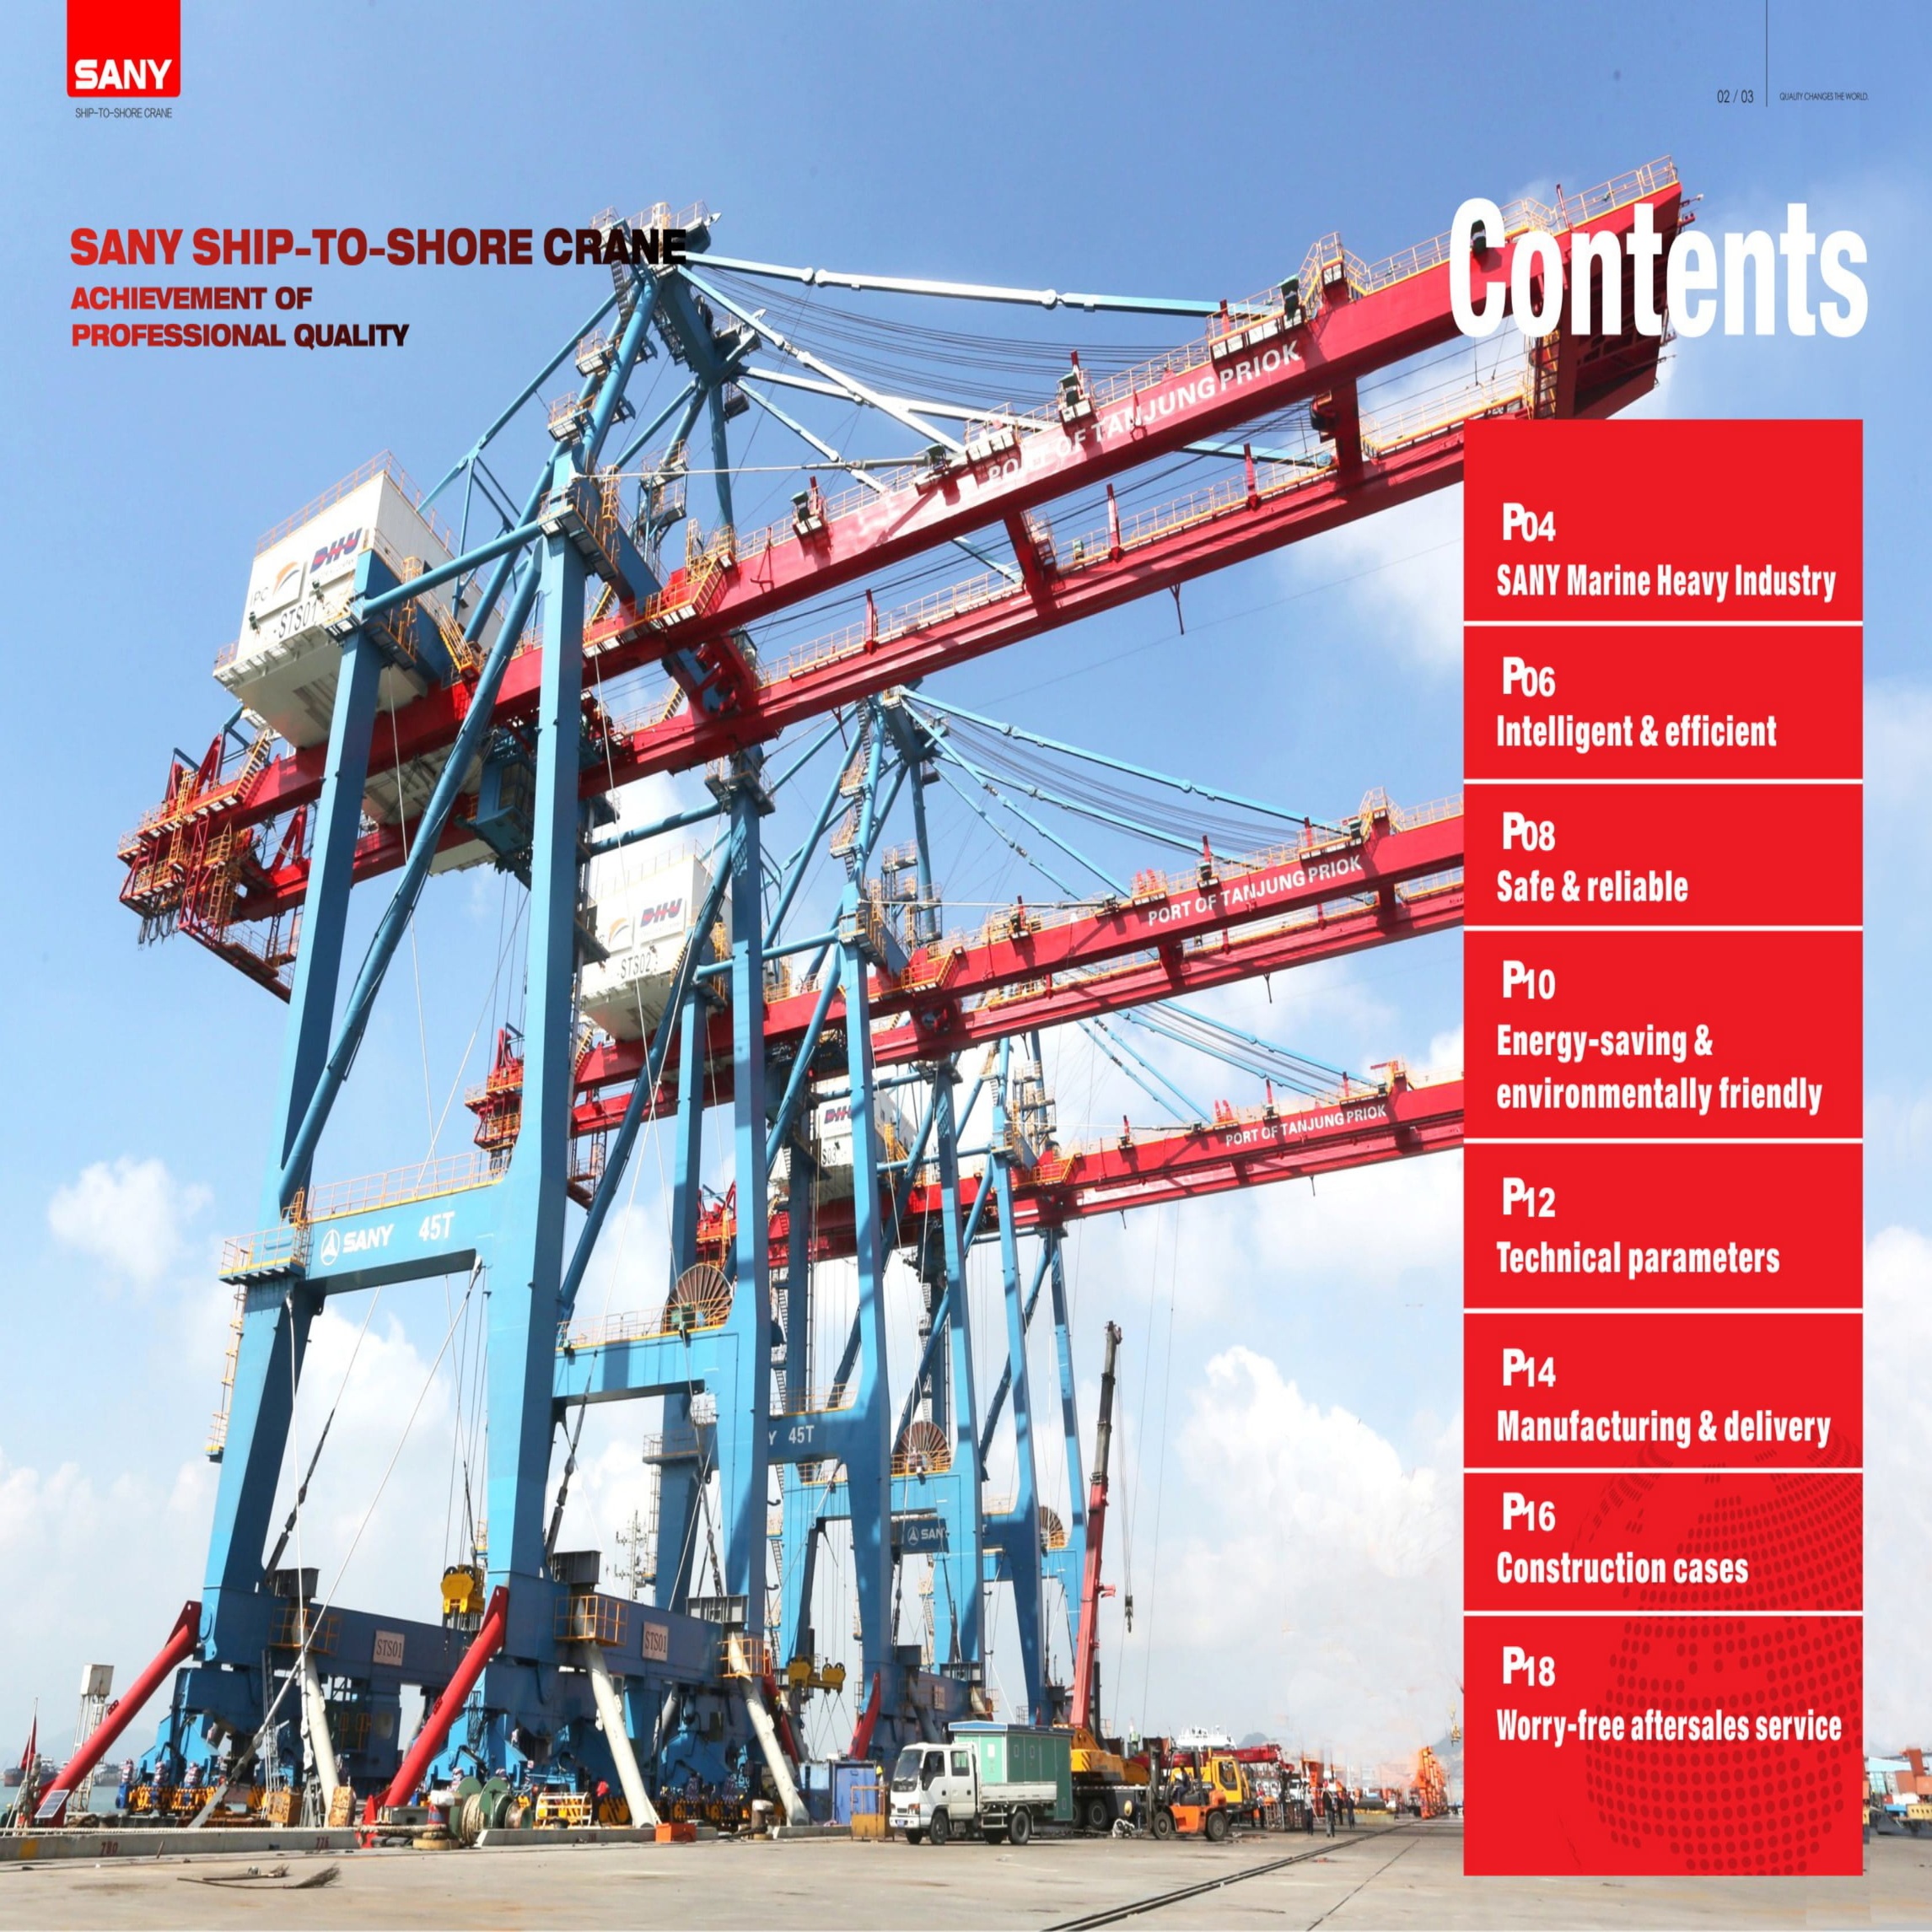 SANY
SHIP-TO-SHORE CRANE
02 / 03
QUALITY CHANGES THE WORLD.
SANY SHIP-TO-SHORE CRANE
ACHIEVEMENT OF
PROFESSIONAL QUALITY
Contents
P04
SANY Marine Heavy Industry
P06
Intelligent & efficient
P08
Safe & reliable
P10
Energy-saving &
environmentally friendly
P12
Technical parameters
P14
Manufacturing & delivery
P16
Construction cases
P18
Worry-free aftersales service
PORT OF TANJUNG PRIOK
STS01
PORT OF TANJUNG PRIOK
STS02
PORT OF TANJUNG PRIOK
SANY 45T
45T
SANY
STS01
STS01